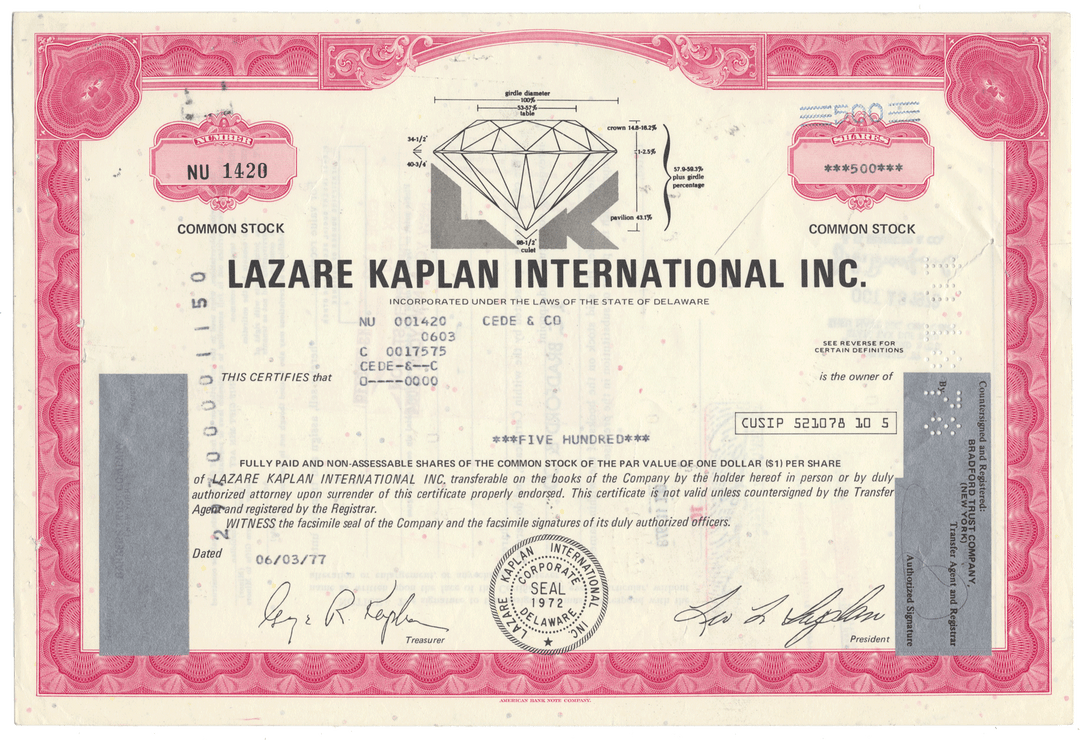 girdle diameter
100%
53-57%
table
34-1/2°
40-3/4°
crown 14.8-16.2%
1-2.5%
57.9-59.3%
plus girdle
percentage
pavilion 43.1%
98-1/2°
culet
LK
NUMBER
NU 1420
COMMON STOCK
500
SHARES
***500***
COMMON STOCK
LAZARE KAPLAN INTERNATIONAL INC.
INCORPORATED UNDER THE LAWS OF THE STATE OF DELAWARE
NU 001420 CEDE & CO
0603
C 0017575
CEDE-&--C
0----0000
SEE REVERSE FOR
CERTAIN DEFINITIONS
THIS CERTIFIES that
is the owner of
CUSIP 521078 10 5
***FIVE HUNDRED***
FULLY PAID AND NON-ASSESSABLE SHARES OF THE COMMON STOCK OF THE PAR VALUE OF ONE DOLLAR ($1) PER SHARE
of LAZARE KAPLAN INTERNATIONAL INC. transferable on the books of the Company by the holder hereof in person or by duly
authorized attorney upon surrender of this certificate properly endorsed. This certificate is not valid unless countersigned by the Transfer
Agent and registered by the Registrar.
WITNESS the facsimile seal of the Company and the facsimile signatures of its duly authorized officers.
Dated 06/03/77
LAZARE KAPLAN INTERNATIONAL INC.
CORPORATE
SEAL
1972
DELAWARE
George R. Kaplan
Treasurer
Leo L. Kaplan
President
Countersigned and Registered:
BRADFORD TRUST COMPANY,
(NEW YORK)
Transfer Agent and Registrar
By
Authorized Signature
AMERICAN BANK NOTE COMPANY.